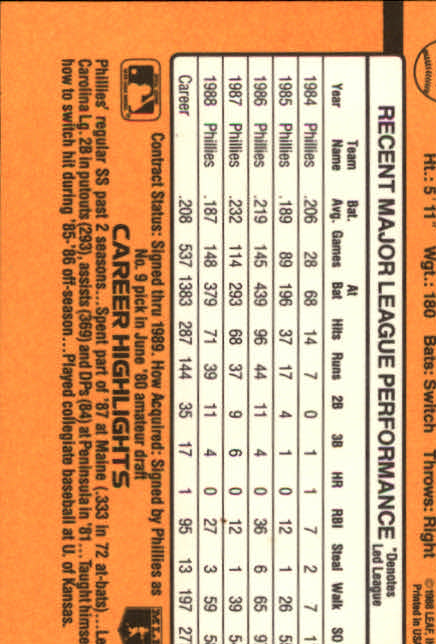 Ht.: 5' 11" Wgt.: 180 Bats: Switch Throws: Right
© 1988 LEAF
Printed in USA
RECENT MAJOR LEAGUE PERFORMANCE *Denotes Led League
Year Team Name Bat. Avg. Games At Bat Hits Runs 2B 3B HR RBI Steal Walk SO
1984 Phillies .206 28 68 14 7 0 1 1 7 2 7
1985 Phillies .189 89 196 37 17 4 1 0 12 1 26
1986 Phillies .219 145 439 96 44 11 4 0 36 6 65
1987 Phillies .232 114 293 68 37 9 6 0 12 1 39
1988 Phillies .187 148 379 71 39 11 4 0 27 3 59
Career .208 537 1383 287 144 35 17 1 95 13 197
Contract Status: Signed thru 1989. How Acquired: Signed by Phillies as
No. 9 pick in June '80 amateur draft
CAREER HIGHLIGHTS
Phillies' regular SS past 2 seasons...Spent part of '87 at Maine (.333 in 72 at-bats)...
Carolina Lg. 28 in putouts (293), assists (369) and DPs (84) at Peninsula in '81...Taught
how to switch hit during '85-'86 off-season...Played collegiate baseball at U. of Kansas.